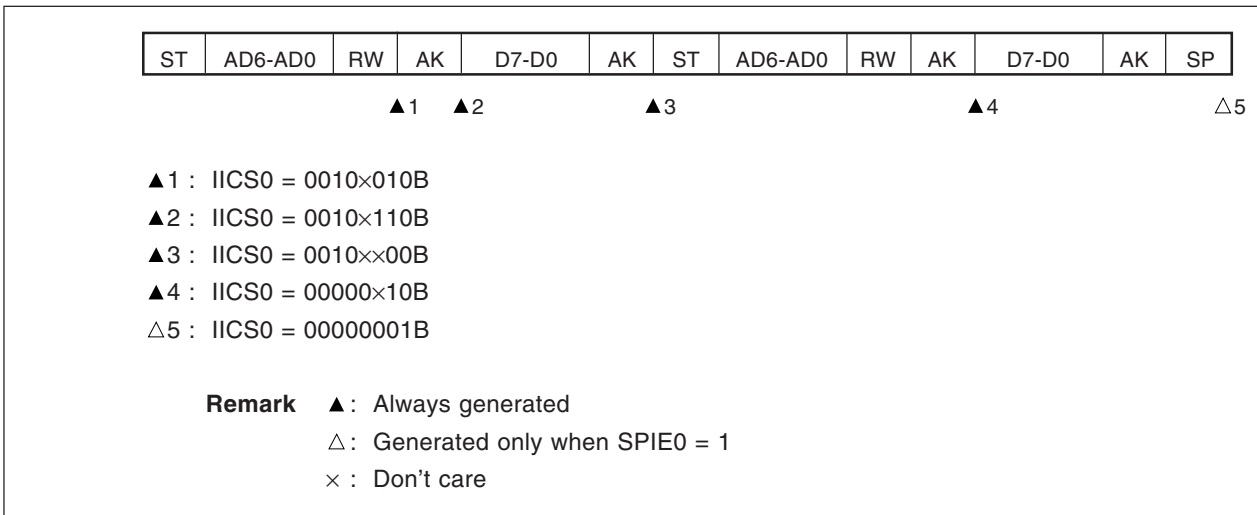 ST AD6-AD0 RW AK D7-D0 AK ST AD6-AD0 RW AK D7-D0 AK SP
▲1 ▲2 ▲3 ▲4 △5
▲1 : IICS0 = 0010×010B
▲2 : IICS0 = 0010×110B
▲3 : IICS0 = 0010××00B
▲4 : IICS0 = 00000×10B
△5 : IICS0 = 00000001B
Remark ▲ : Always generated
△ : Generated only when SPIE0 = 1
× : Don't care